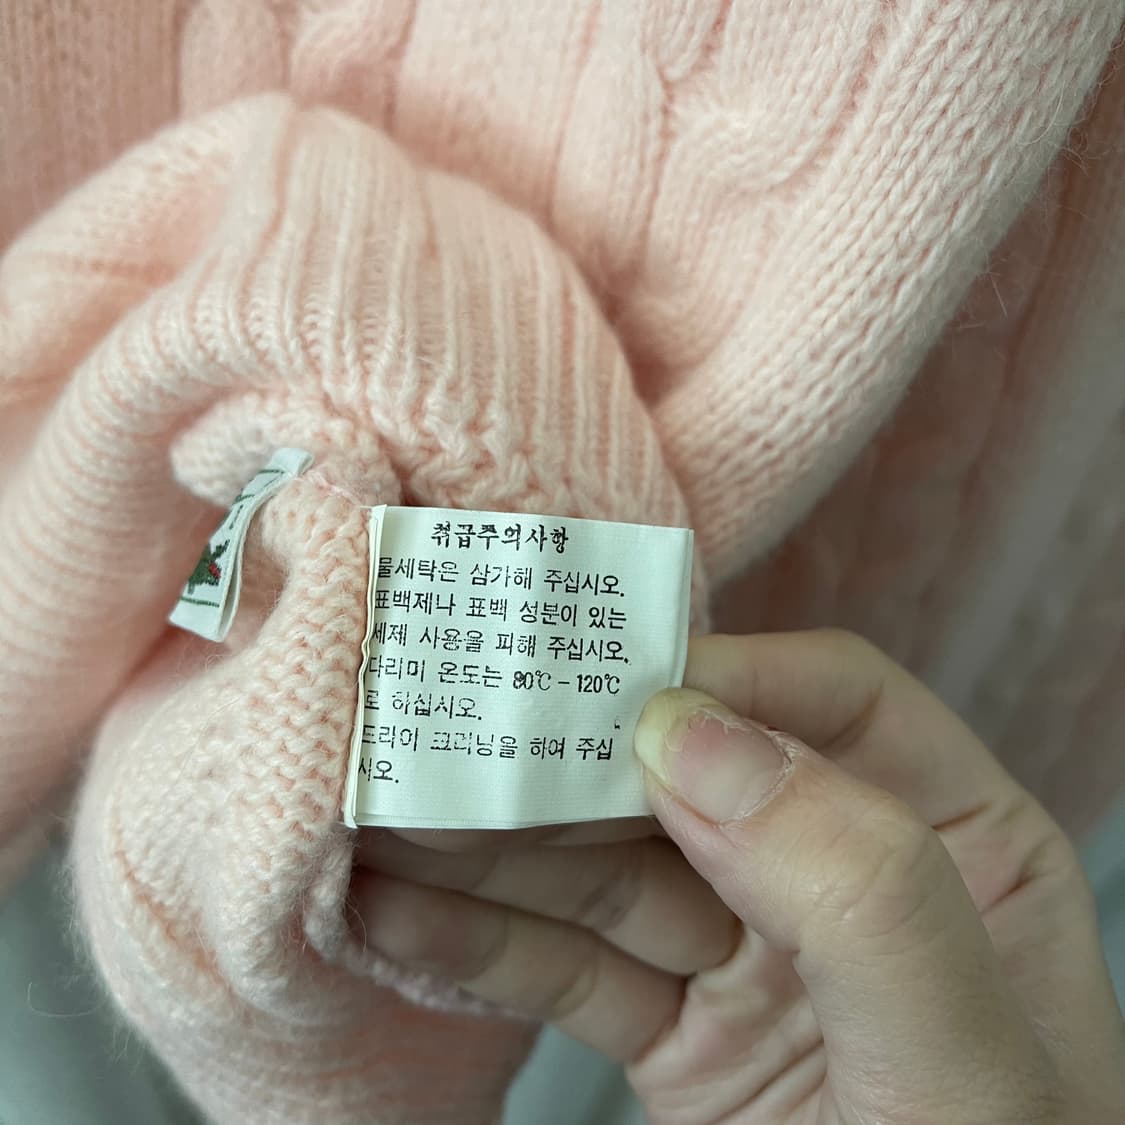 취급주의사항
물세탁은 삼가해 주십시오.
표백제나 표백 성분이 있는
세제 사용을 피해 주십시오.
다리미 온도는 80℃-120℃
로 하십시오.
드라이 크리닝을 하여 주십
시오.